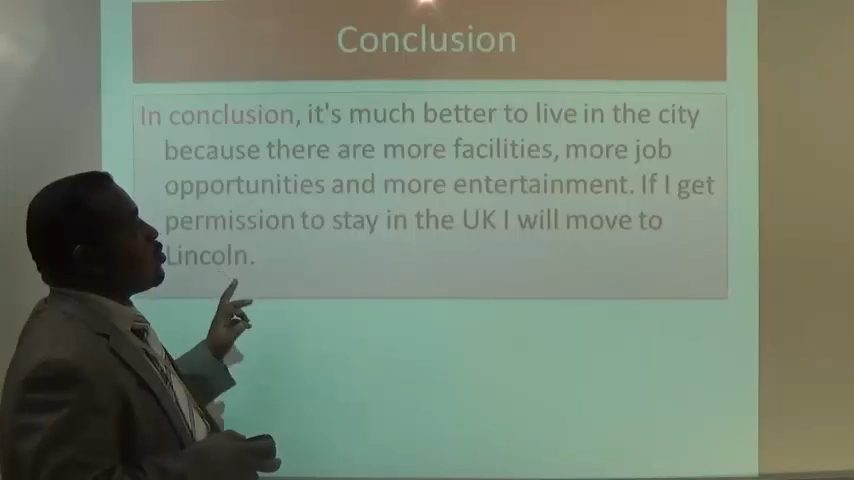 Conclusion
In conclusion, it's much better to live in the city
because there are more facilities, more job
opportunities and more entertainment. If I get
permission to stay in the UK I will move to
Lincoln.